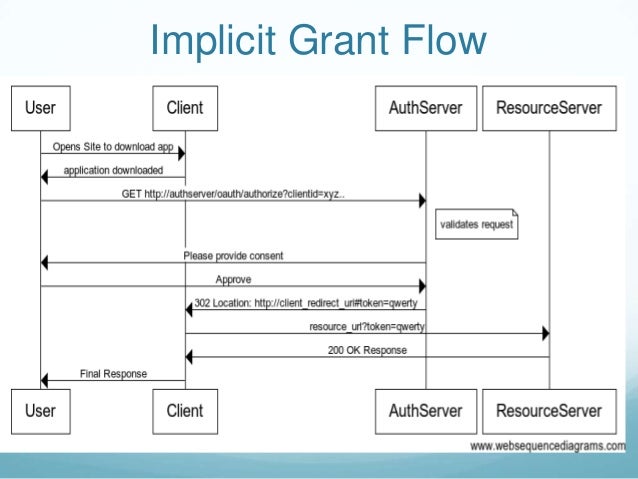 Implicit Grant Flow
User Client AuthServer ResourceServer
Opens Site to download app
application downloaded
GET http://authserver/oauth/authorize?clientid=xyz..
validates request
Please provide consent
Approve
302 Location: http://client_redirect_url#token=qwerty
resource_url?token=qwerty
200 OK Response
Final Response
User Client AuthServer ResourceServer
www.websequencediagrams.com